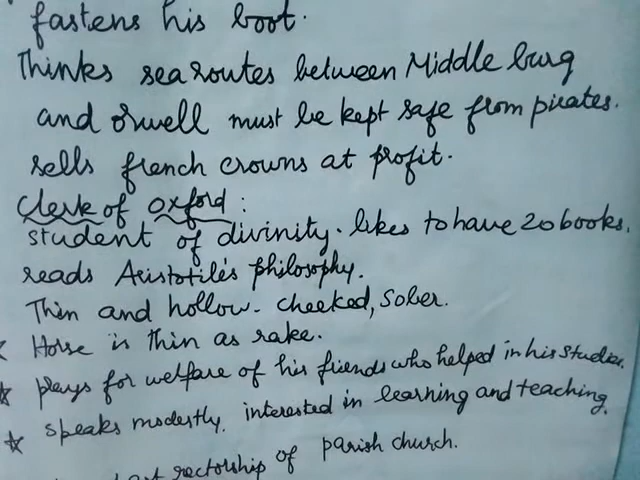 fastens his boot.
Thinks sea routes between Middle burg
and orwell must be kept safe from pirates.
sells french crowns at profit.
Clerk of Oxford:
student of divinity. likes to have 20 books.
reads Aristotile's philosophy.
Thin and hollow-cheeked, sober.
Horse is thin as rake.
☆ prays for welfare of his friends who helped in his studies.
☆ speaks modestly. interested in learning and teaching.
rectorship of parish church.